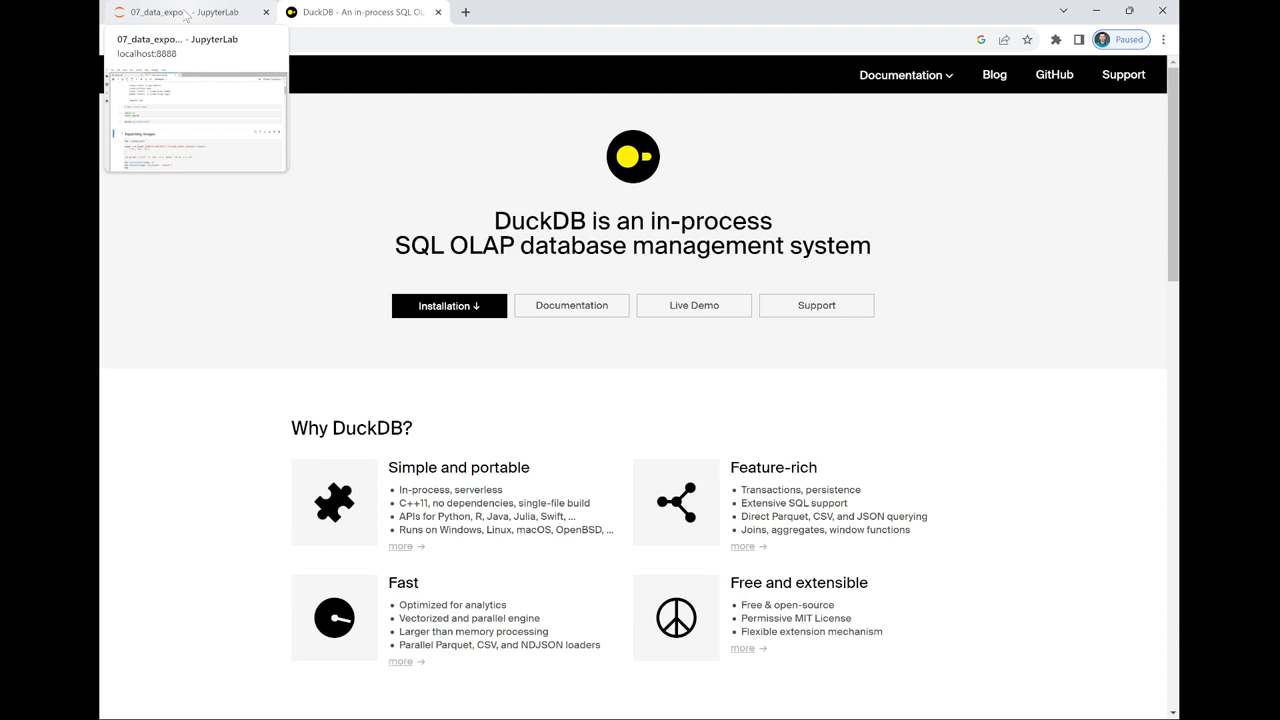 07_data_expo... - JupyterLab
DuckDB - An in-process SQL OL
Paused
07_data_expo... - JupyterLab
localhost:8888
Documentation
GitHub
Support
Exporting images
DuckDB is an in-process
SQL OLAP database management system
Installation ↓
Documentation
Live Demo
Support
Why DuckDB?
Simple and portable
• In-process, serverless
• C++11, no dependencies, single-file build
• APIs for Python, R, Java, Julia, Swift, ...
• Runs on Windows, Linux, macOS, OpenBSD, ...
more →
Feature-rich
• Transactions, persistence
• Extensive SQL support
• Direct Parquet, CSV, and JSON querying
• Joins, aggregates, window functions
more →
Fast
• Optimized for analytics
• Vectorized and parallel engine
• Larger than memory processing
• Parallel Parquet, CSV, and NDJSON loaders
more →
Free and extensible
• Free & open-source
• Permissive MIT License
• Flexible extension mechanism
more →